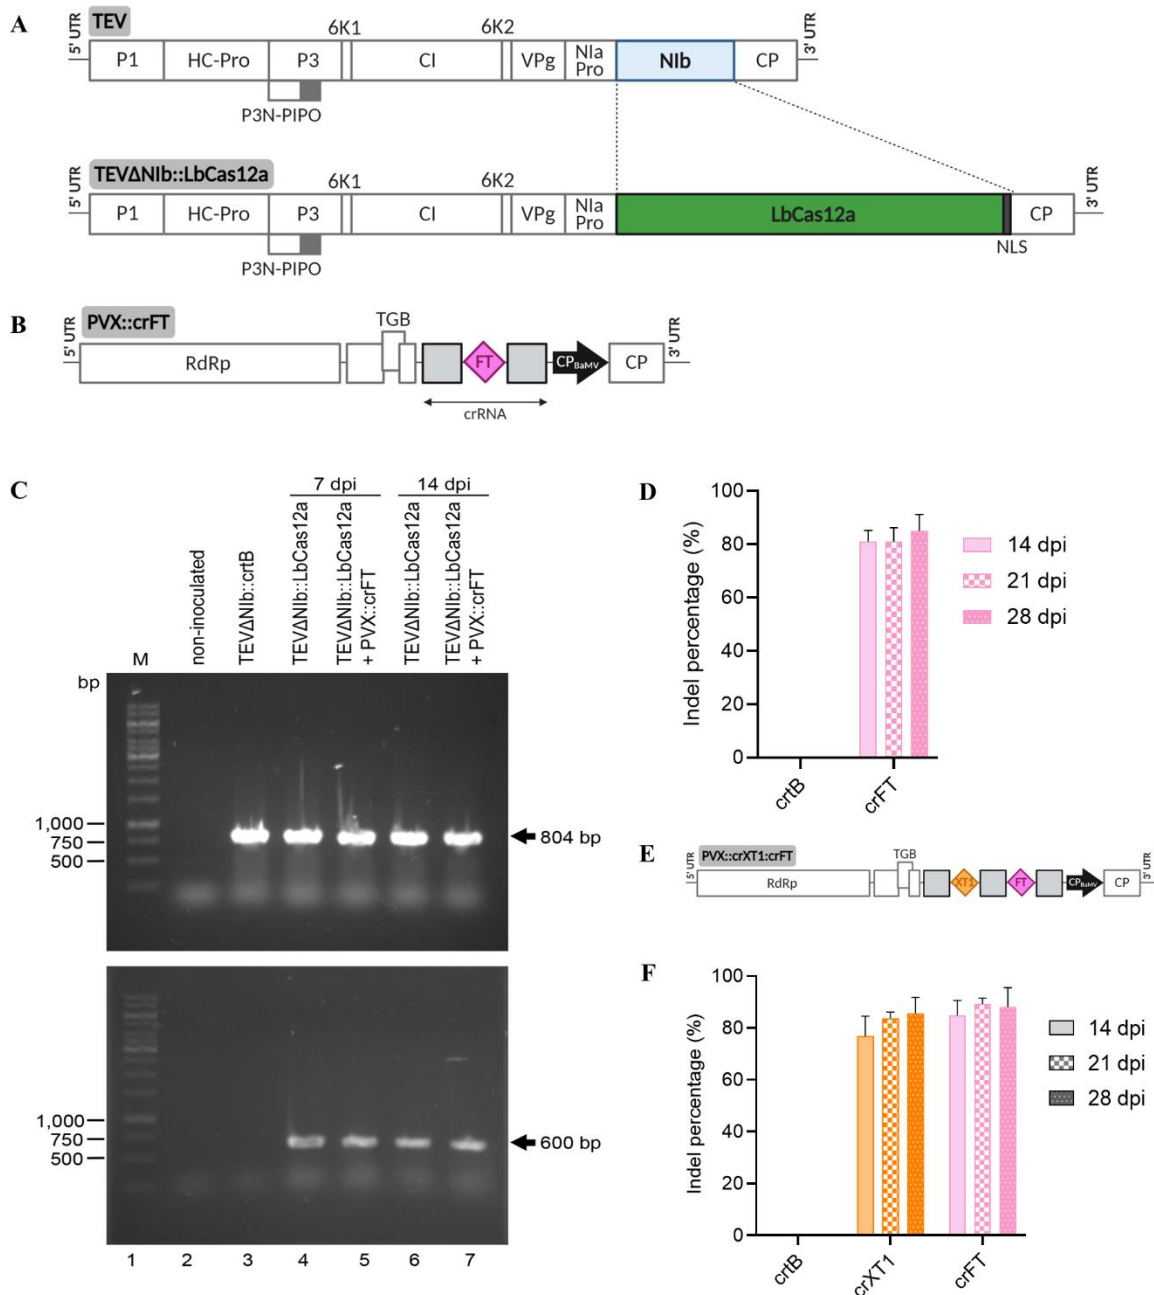 A
TEV
5' UTR
6K1
6K2
3' UTR
P1
HC-Pro
P3
CI
VPg
NIa
Pro
NIb
CP
P3N-PIPO
TEVΔNIb::LbCas12a
5' UTR
6K1
6K2
3' UTR
P1
HC-Pro
P3
CI
VPg
NIa
Pro
LbCas12a
CP
P3N-PIPO
NLS
B
PVX::crFT
5' UTR
TGB
3' UTR
RdRp
FT
CPBaMV
CP
crRNA
C
7 dpi
14 dpi
non-inoculated
TEVΔNIb::crtB
TEVΔNIb::LbCas12a
TEVΔNIb::LbCas12a
+ PVX::crFT
TEVΔNIb::LbCas12a
TEVΔNIb::LbCas12a
+ PVX::crFT
M
bp
1,000
750
500
804 bp
1,000
750
500
600 bp
1 2 3 4 5 6 7
D
Indel percentage (%)
100
80
60
40
20
0
crtB
crFT
14 dpi
21 dpi
28 dpi
E
PVX::crXT1:crFT
5' UTR
TGB
3' UTR
RdRp
XT1
FT
CPBaMV
CP
F
Indel percentage (%)
100
80
60
40
20
0
crtB
crXT1
crFT
14 dpi
21 dpi
28 dpi